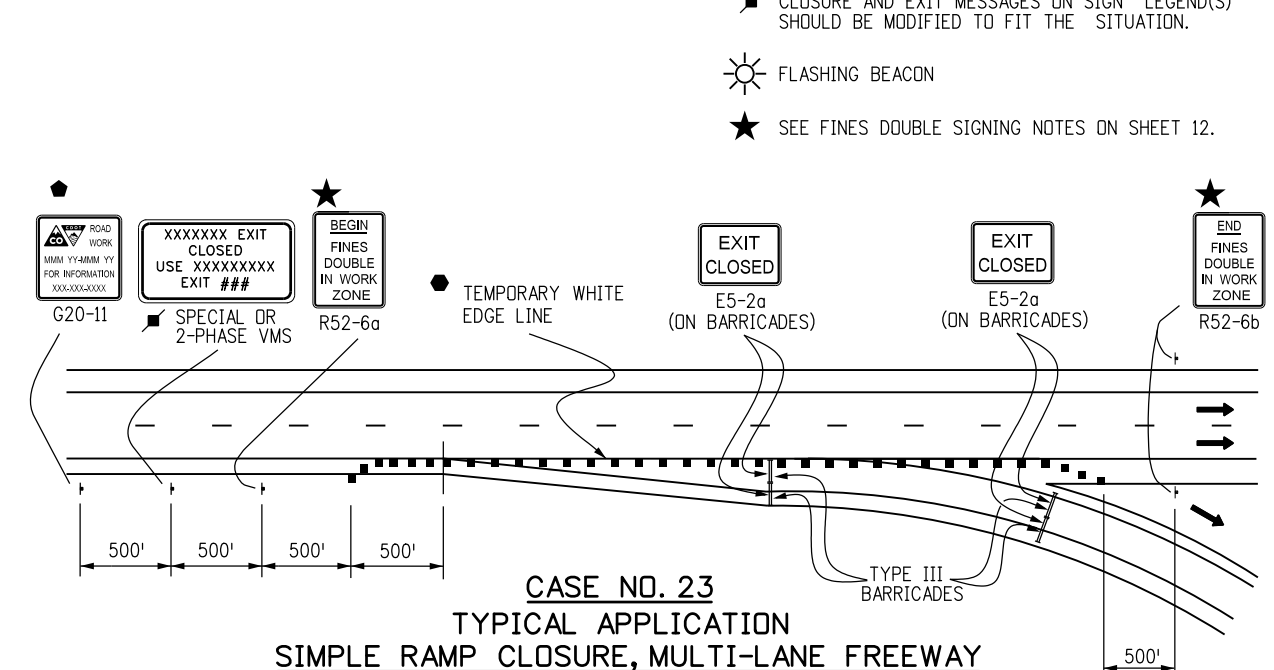 CLOSURE AND EXIT MESSAGES ON SIGN LEGEND(S)
SHOULD BE MODIFIED TO FIT THE SITUATION.
FLASHING BEACON
SEE FINES DOUBLE SIGNING NOTES ON SHEET 12.
CO
CDOT
ROAD
WORK
MMM YY-MMM YY
FOR INFORMATION
XXX-XXX-XXXX
G20-11
XXXXXXX EXIT
CLOSED
USE XXXXXXXXX
EXIT ###
SPECIAL OR
2-PHASE VMS
BEGIN
FINES
DOUBLE
IN WORK
ZONE
R52-6a
TEMPORARY WHITE
EDGE LINE
EXIT
CLOSED
E5-2a
(ON BARRICADES)
EXIT
CLOSED
E5-2a
(ON BARRICADES)
END
FINES
DOUBLE
IN WORK
ZONE
R52-6b
500'
500'
500'
500'
TYPE III
BARRICADES
500'
CASE NO. 23
TYPICAL APPLICATION
SIMPLE RAMP CLOSURE, MULTI-LANE FREEWAY